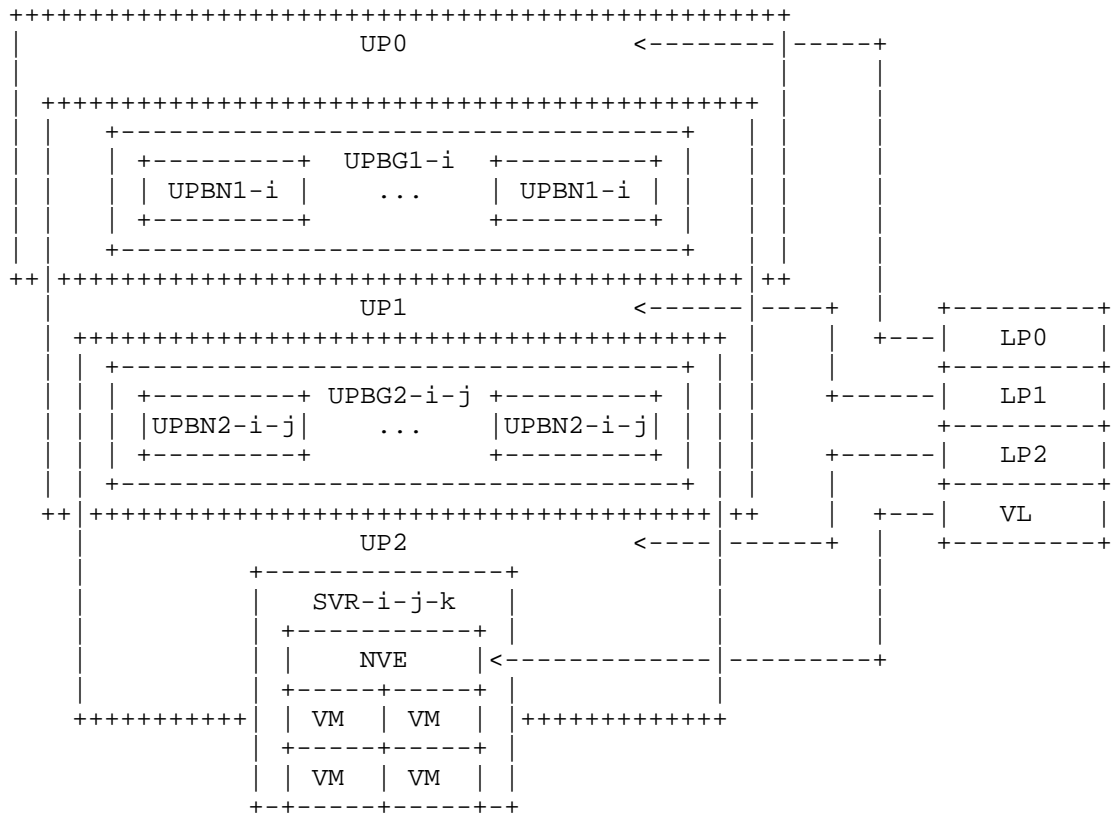 UP0
UPBG1-i
UPBN1-i ... UPBN1-i
UP1
LP0
UPBG2-i-j LP1
UPBN2-i-j ... UPBN2-i-j
LP2
VL
UP2
SVR-i-j-k
NVE
VM VM
VM VM